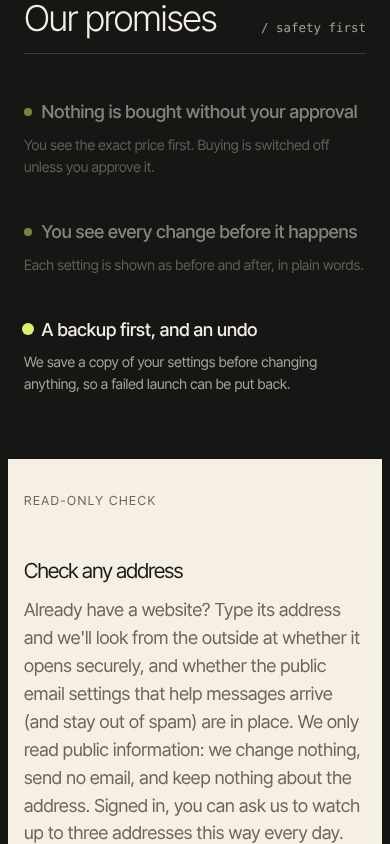 Our promises
/ safety first
Nothing is bought without your approval
You see the exact price first. Buying is switched off
unless you approve it.
You see every change before it happens
Each setting is shown as before and after, in plain words.
A backup first, and an undo
We save a copy of your settings before changing
anything, so a failed launch can be put back.
READ-ONLY CHECK
Check any address
Already have a website? Type its address
and we'll look from the outside at whether it
opens securely, and whether the public
email settings that help messages arrive
(and stay out of spam) are in place. We only
read public information: we change nothing,
send no email, and keep nothing about the
address. Signed in, you can ask us to watch
up to three addresses this way every day.